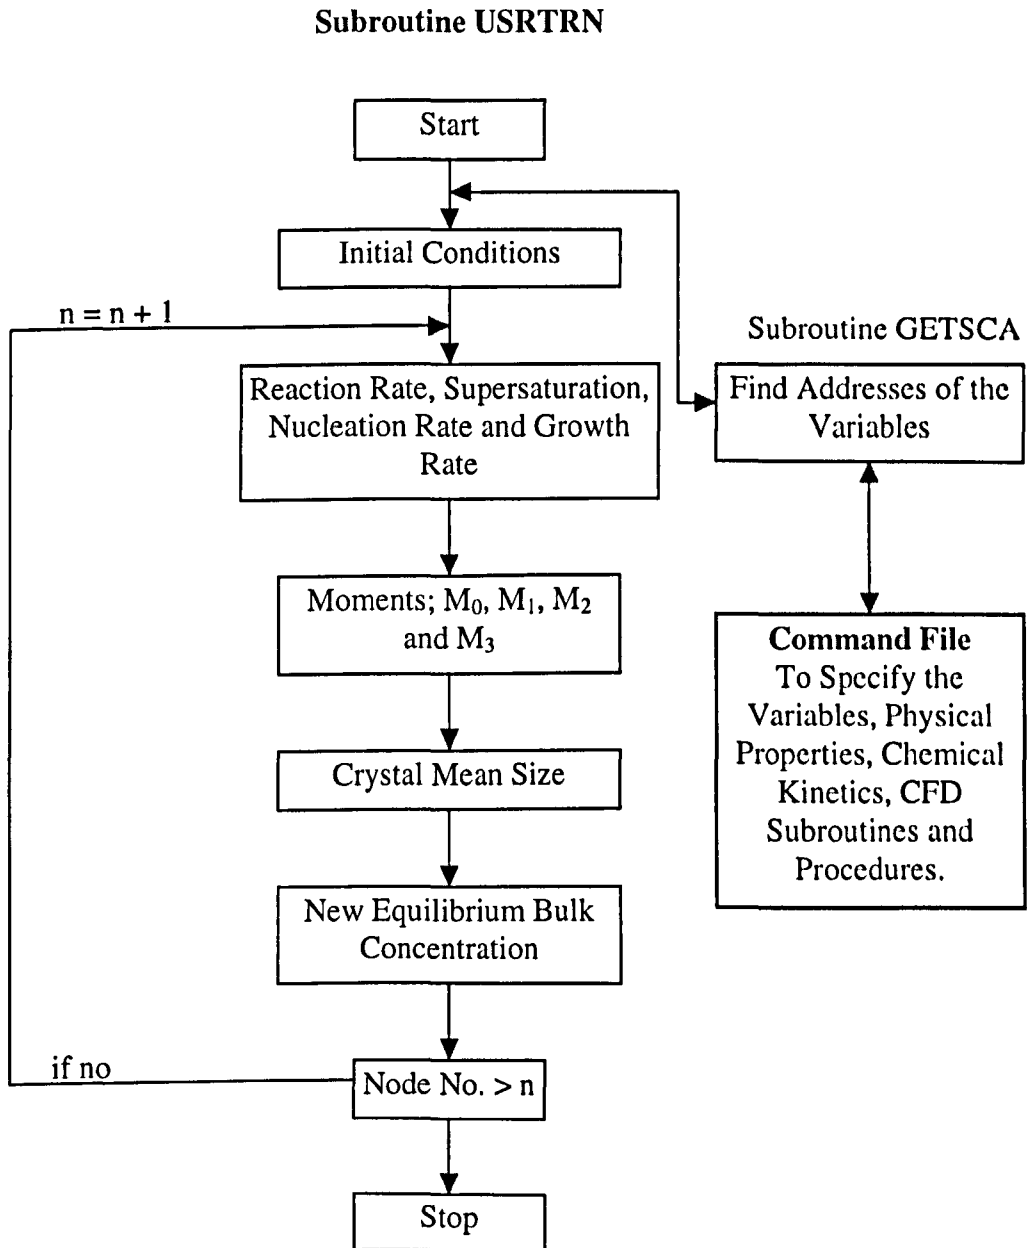 Subroutine USRTRN
Start
Initial Conditions
n = n + 1
Reaction Rate, Supersaturation,
Nucleation Rate and Growth
Rate
Subroutine GETSCA
Find Addresses of the
Variables
Moments; M₀, M₁, M₂
and M₃
Command File
To Specify the
Variables, Physical
Properties, Chemical
Kinetics, CFD
Subroutines and
Procedures.
Crystal Mean Size
New Equilibrium Bulk
Concentration
if no
Node No. > n
Stop